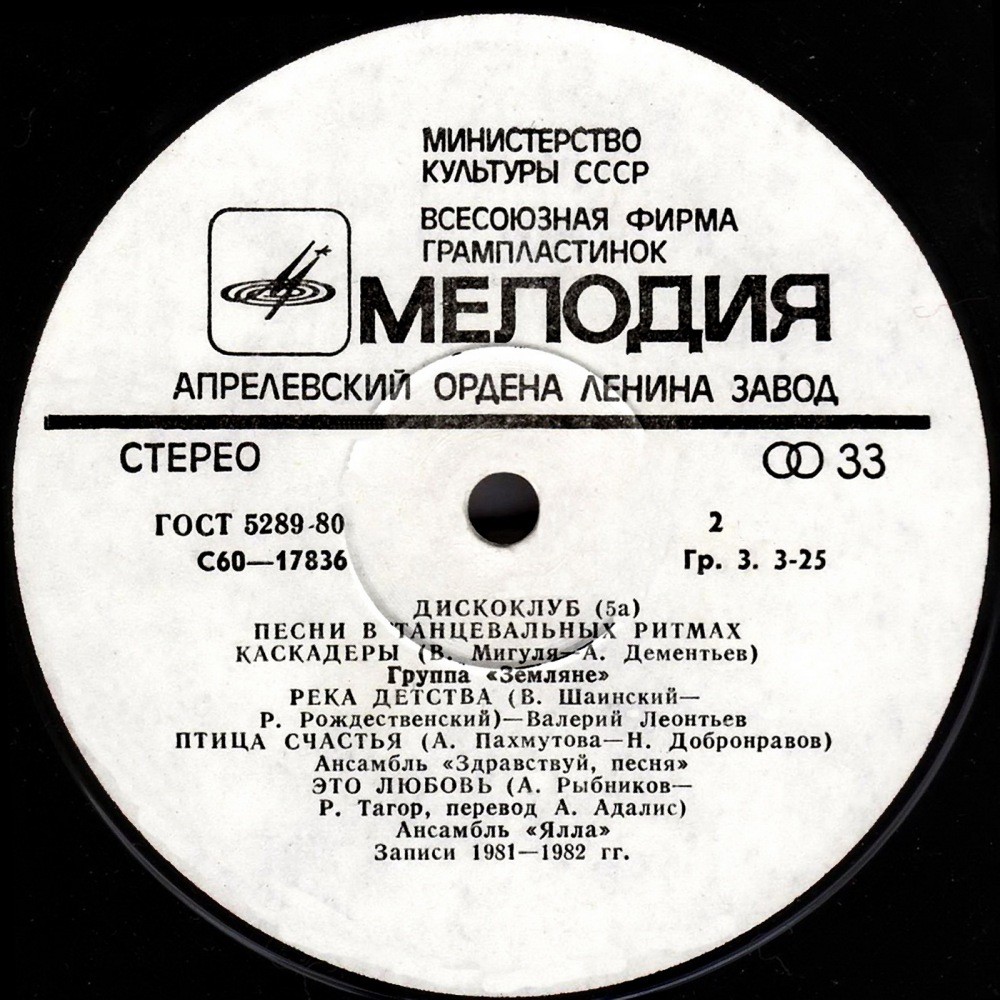 МИНИСТЕРСТВО
КУЛЬТУРЫ СССР
ВСЕСОЮЗНАЯ ФИРМА
ГРАМПЛАСТИНОК
МЕЛОДИЯ
АПРЕЛЕВСКИЙ ОРДЕНА ЛЕНИНА ЗАВОД
СТЕРЕО
33
ГОСТ 5289-80
2
С60—17836
Гр. 3. 3-25
ДИСКОКЛУБ (5а)
ПЕСНИ В ТАНЦЕВАЛЬНЫХ РИТМАХ
КАСКАДЕРЫ (В. Мигуля—А. Дементьев)
Группа «Земляне»
РЕКА ДЕТСТВА (В. Шаинский—
Р. Рождественский)—Валерий Леонтьев
ПТИЦА СЧАСТЬЯ (А. Пахмутова—Н. Добронравов)
Ансамбль «Здравствуй, песня»
ЭТО ЛЮБОВЬ (А. Рыбников—
Р. Тагор, перевод А. Адалис)
Ансамбль «Ялла»
Записи 1981—1982 гг.